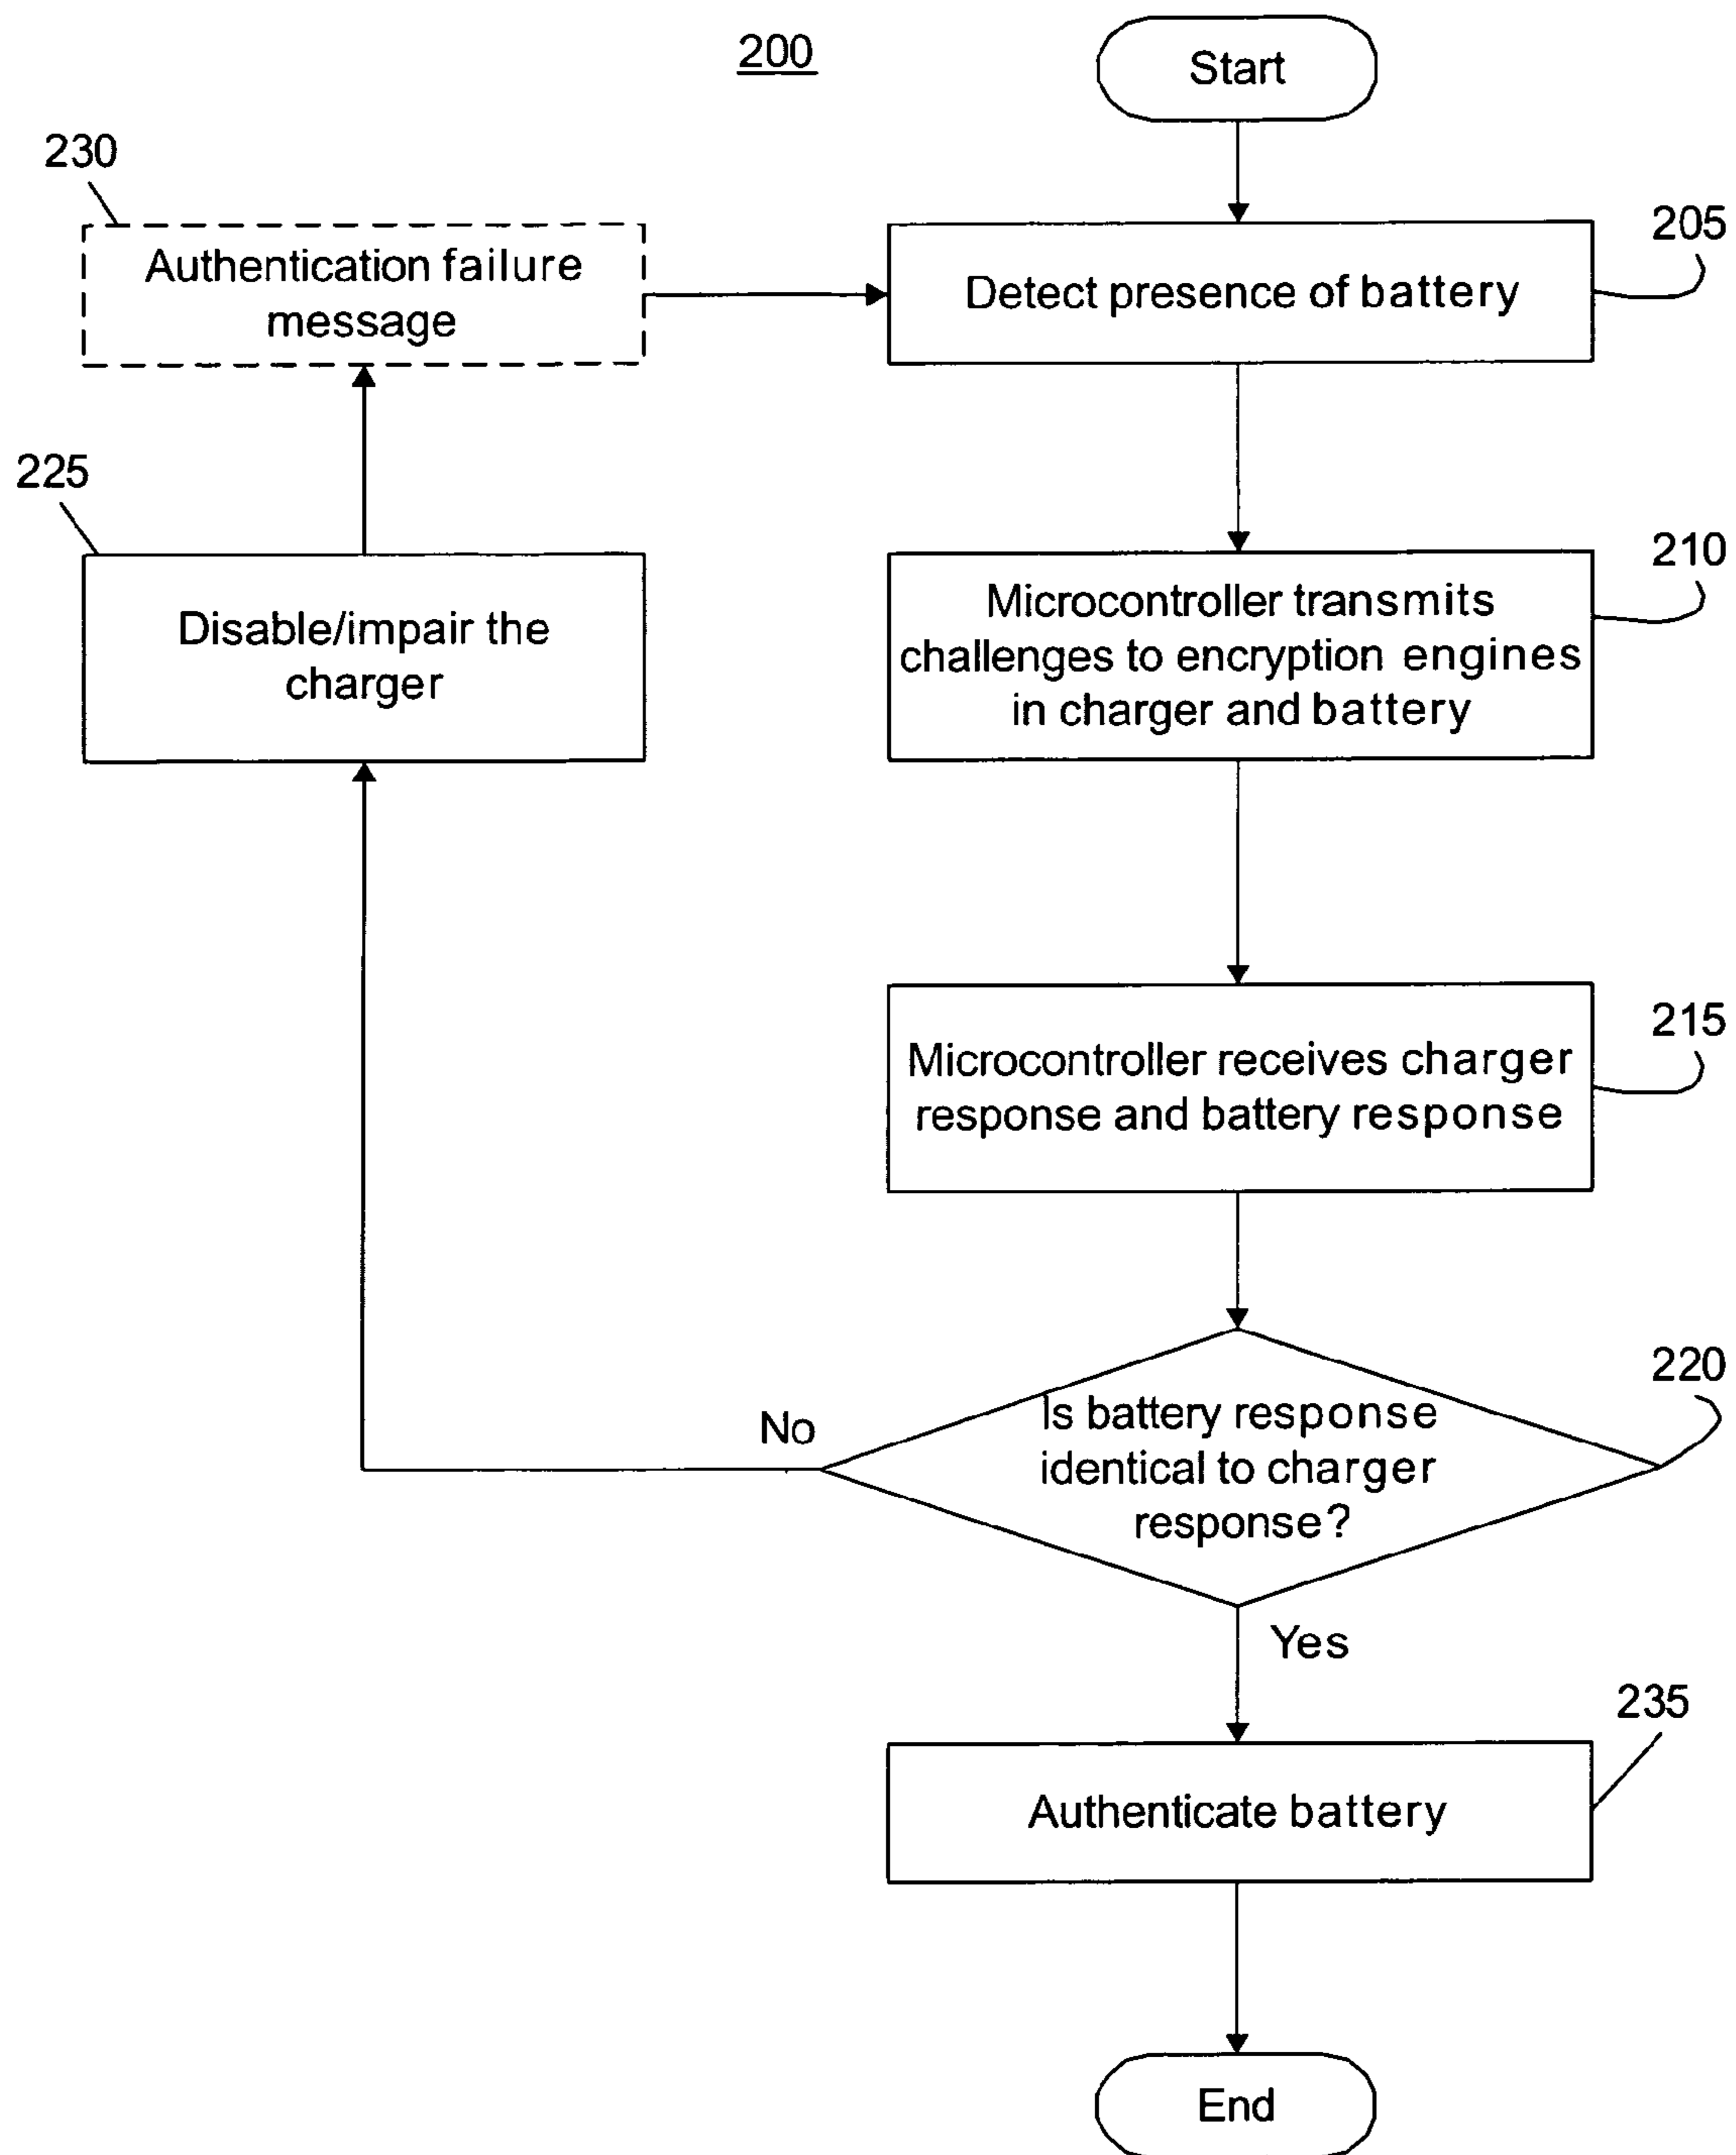 200
Start
230
Authentication failure
message
205
Detect presence of battery
225
Disable/impair the
charger
210
Microcontroller transmits
challenges to encryption engines
in charger and battery
215
Microcontroller receives charger
response and battery response
220
Is battery response
identical to charger
response?
No
Yes
235
Authenticate battery
End